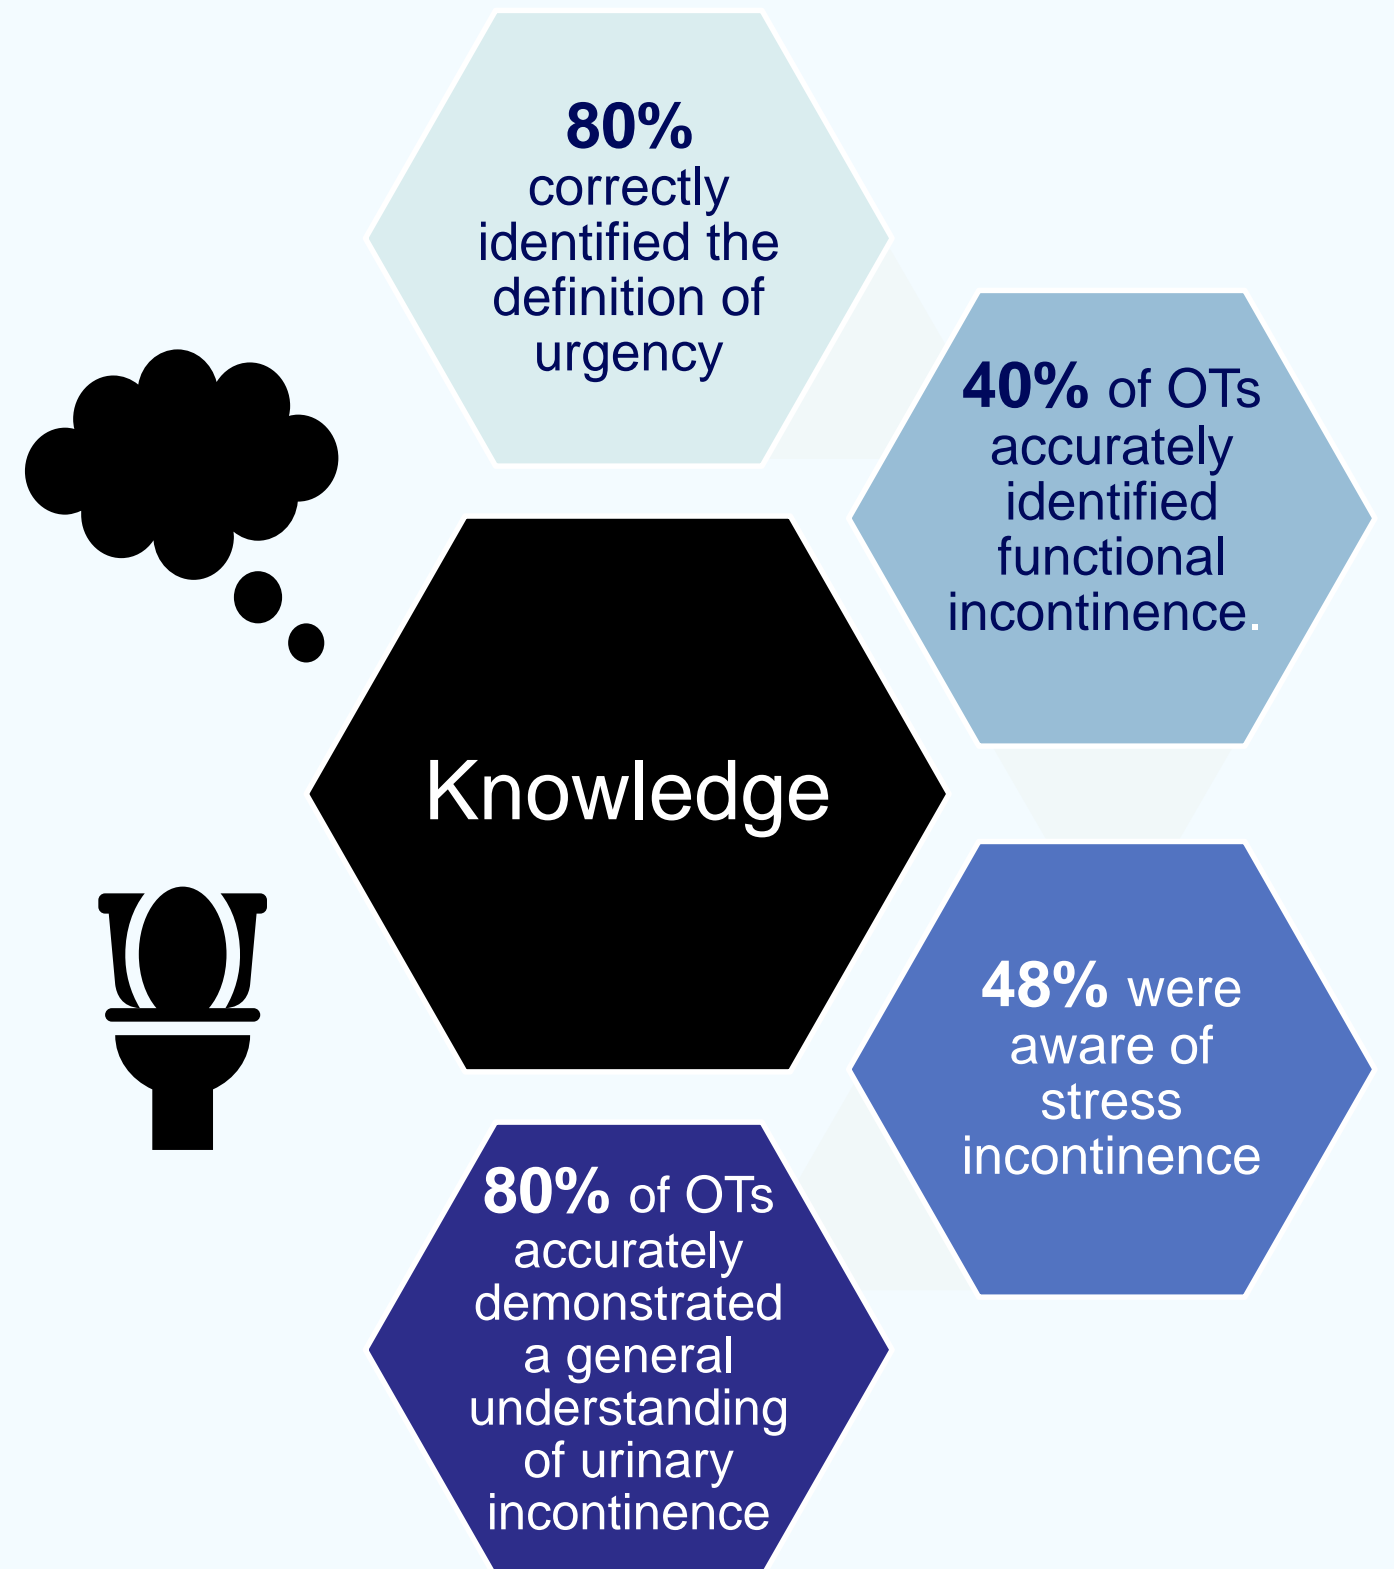 80%
correctly
identified the
definition of
urgency
40% of OTs
accurately
identified
functional
incontinence.
Knowledge
48% were
aware of
stress
incontinence
80% of OTs
accurately
demonstrated
a general
understanding
of urinary
incontinence